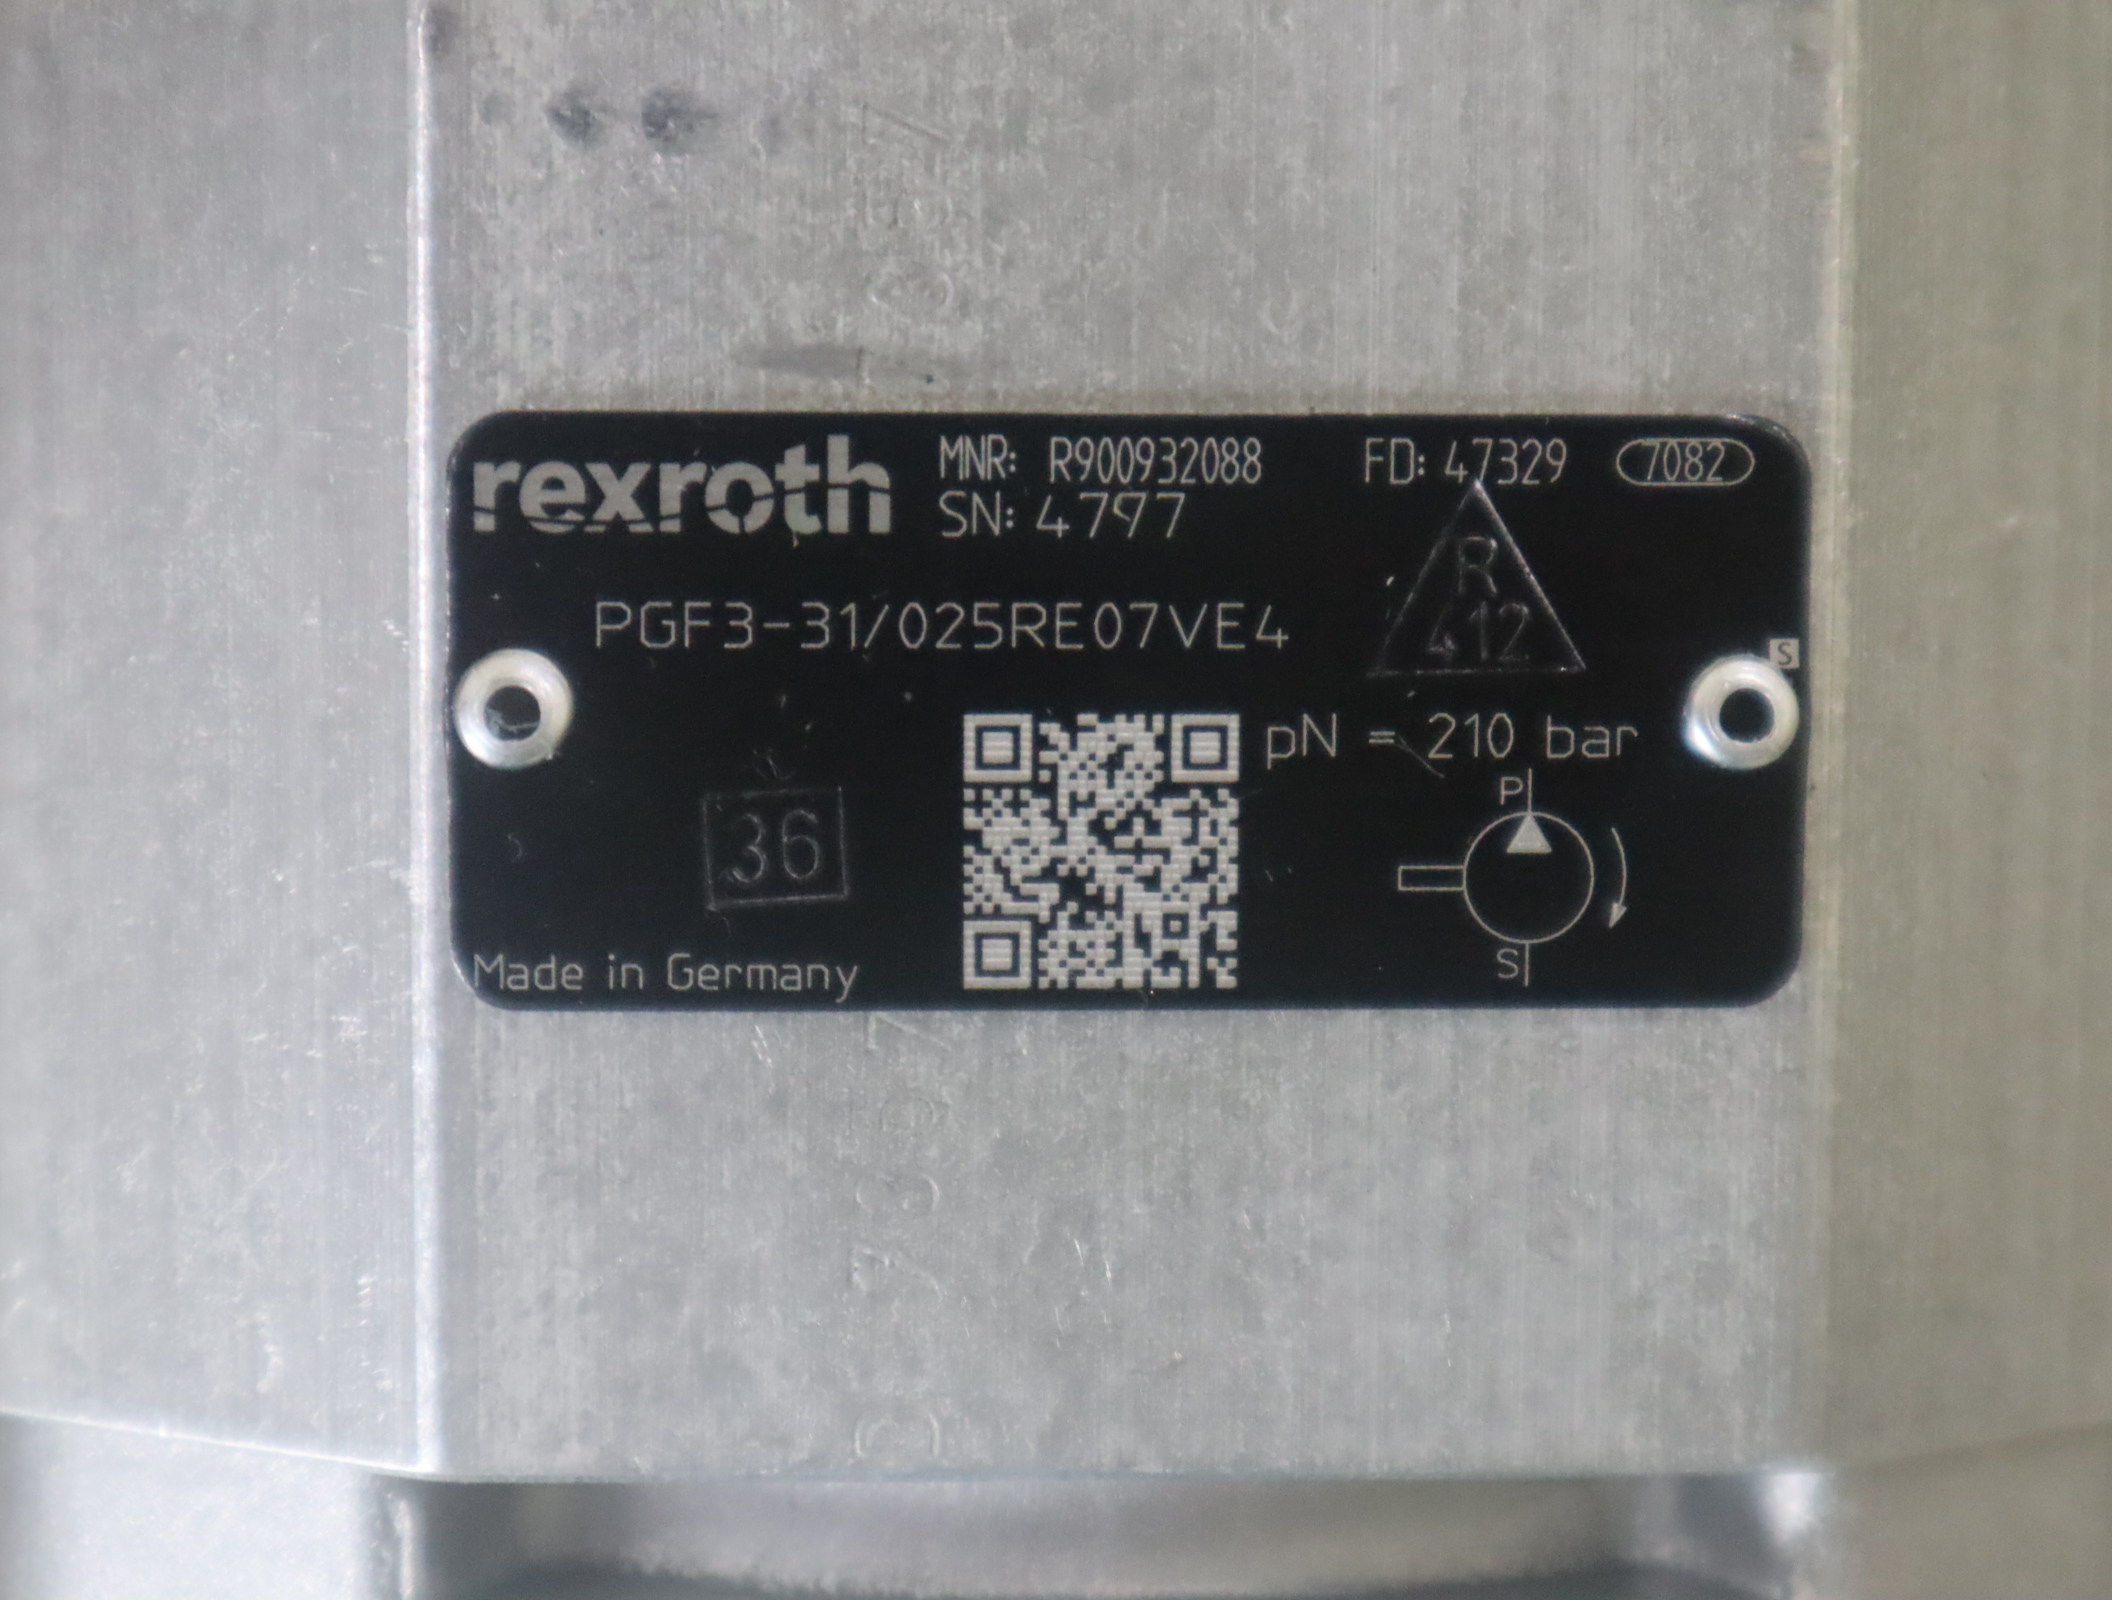 rexroth
MNR: R900932088
FD: 47329
7082
SN: 4797
R
412
PGF3-31/025RE07VE4
S
pN = 210 bar
P
36
S
Made in Germany